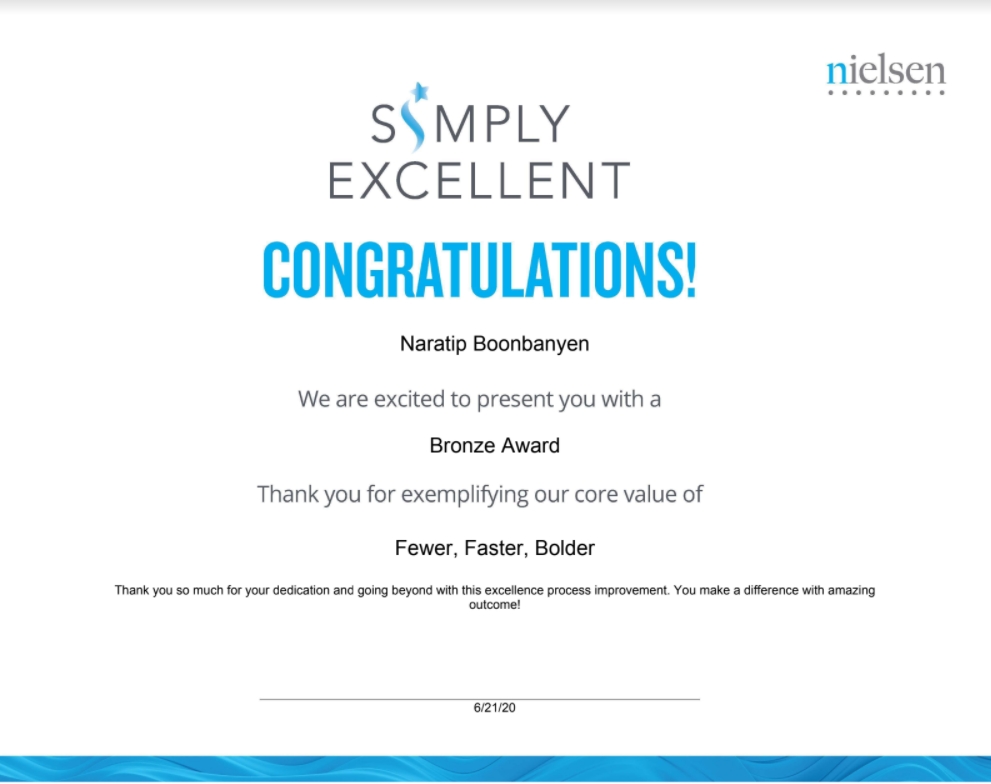 nielsen
SIMPLY
EXCELLENT
CONGRATULATIONS!
Naratip Boonbanyen
We are excited to present you with a
Bronze Award
Thank you for exemplifying our core value of
Fewer, Faster, Bolder
Thank you so much for your dedication and going beyond with this excellence process improvement. You make a difference with amazing
outcome!
6/21/20